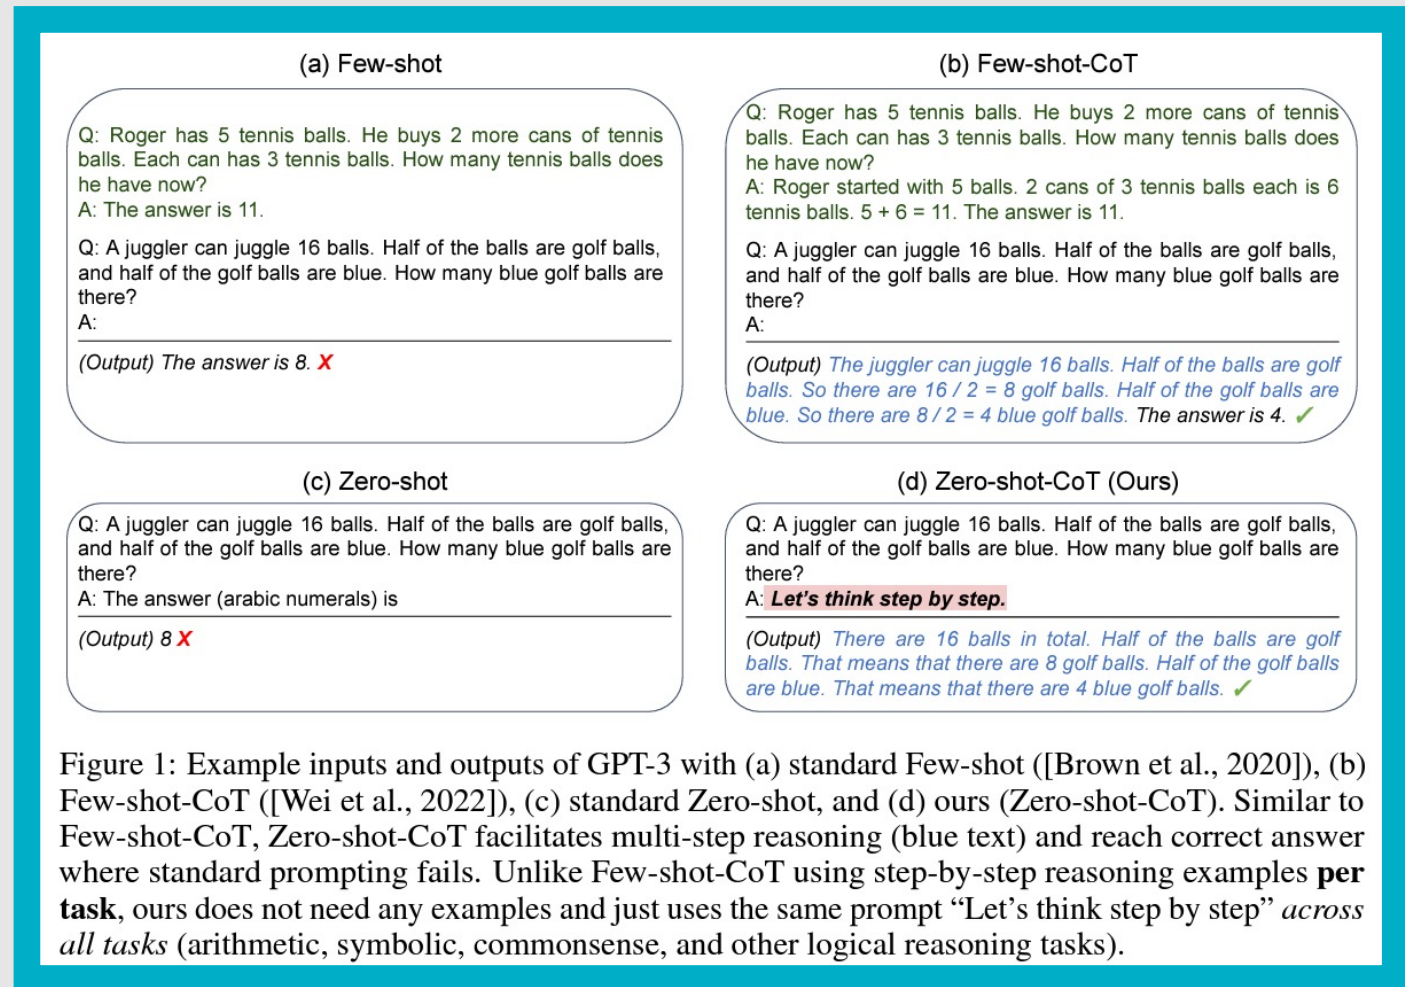 (a) Few-shot
Q: Roger has 5 tennis balls. He buys 2 more cans of tennis
balls. Each can has 3 tennis balls. How many tennis balls does
he have now?
A: The answer is 11.
Q: A juggler can juggle 16 balls. Half of the balls are golf balls,
and half of the golf balls are blue. How many blue golf balls are
there?
A:
(Output) The answer is 8. X
(b) Few-shot-CoT
Q: Roger has 5 tennis balls. He buys 2 more cans of tennis
balls. Each can has 3 tennis balls. How many tennis balls does
he have now?
A: Roger started with 5 balls. 2 cans of 3 tennis balls each is 6
tennis balls. 5 + 6 = 11. The answer is 11.
Q: A juggler can juggle 16 balls. Half of the balls are golf balls,
and half of the golf balls are blue. How many blue golf balls are
there?
A:
(Output) The juggler can juggle 16 balls. Half of the balls are golf
balls. So there are 16 / 2 = 8 golf balls. Half of the golf balls are
blue. So there are 8 / 2 = 4 blue golf balls. The answer is 4. ✓
(c) Zero-shot
Q: A juggler can juggle 16 balls. Half of the balls are golf balls,
and half of the golf balls are blue. How many blue golf balls are
there?
A: The answer (arabic numerals) is
(Output) 8 X
(d) Zero-shot-CoT (Ours)
Q: A juggler can juggle 16 balls. Half of the balls are golf balls,
and half of the golf balls are blue. How many blue golf balls are
there?
A: Let's think step by step.
(Output) There are 16 balls in total. Half of the balls are golf
balls. That means that there are 8 golf balls. Half of the golf balls
are blue. That means that there are 4 blue golf balls. ✓
Figure 1: Example inputs and outputs of GPT-3 with (a) standard Few-shot ([Brown et al., 2020]), (b)
Few-shot-CoT ([Wei et al., 2022]), (c) standard Zero-shot, and (d) ours (Zero-shot-CoT). Similar to
Few-shot-CoT, Zero-shot-CoT facilitates multi-step reasoning (blue text) and reach correct answer
where standard prompting fails. Unlike Few-shot-CoT using step-by-step reasoning examples per
task, ours does not need any examples and just uses the same prompt “Let’s think step by step” across
all tasks (arithmetic, symbolic, commonsense, and other logical reasoning tasks).